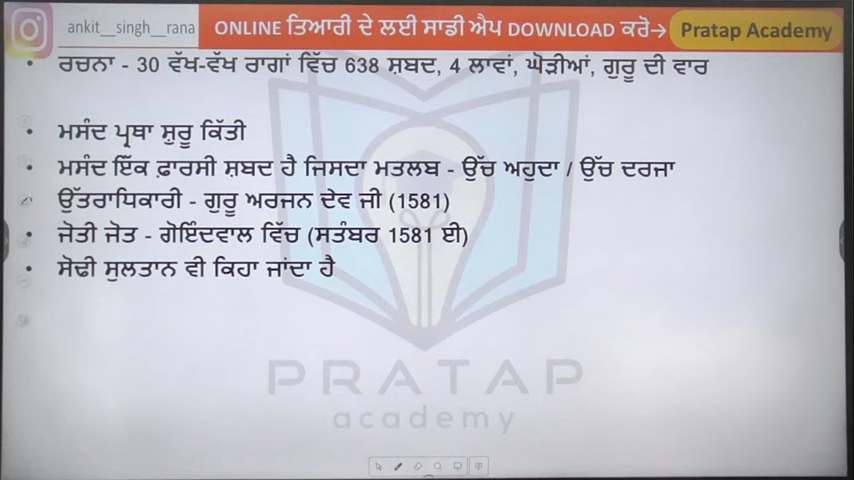 ankit__singh__rana
ONLINE ਤਿਆਰੀ ਦੇ ਲਈ ਸਾਡੀ ਐਪ DOWNLOAD ਕਰੋ→
Pratap Academy
• ਰਚਨਾ - 30 ਵੱਖ-ਵੱਖ ਰਾਗਾਂ ਵਿੱਚ 638 ਸ਼ਬਦ, 4 ਲਾਵਾਂ, ਘੋੜੀਆਂ, ਗੁਰੂ ਦੀ ਵਾਰ
• ਮਸੰਦ ਪ੍ਰਥਾ ਸ਼ੁਰੂ ਕਿੱਤੀ
• ਮਸੰਦ ਇੱਕ ਫ਼ਾਰਸੀ ਸ਼ਬਦ ਹੈ ਜਿਸਦਾ ਮਤਲਬ - ਉੱਚ ਅਹੁਦਾ / ਉੱਚ ਦਰਜਾ
• ਉੱਤਰਾਧਿਕਾਰੀ - ਗੁਰੂ ਅਰਜਨ ਦੇਵ ਜੀ (1581)
• ਜੋਤੀ ਜੋਤ - ਗੋਇੰਦਵਾਲ ਵਿੱਚ (ਸਤੰਬਰ 1581 ਈ)
• ਸੋਢੀ ਸੁਲਤਾਨ ਵੀ ਕਿਹਾ ਜਾਂਦਾ ਹੈ
PRATAP
academy